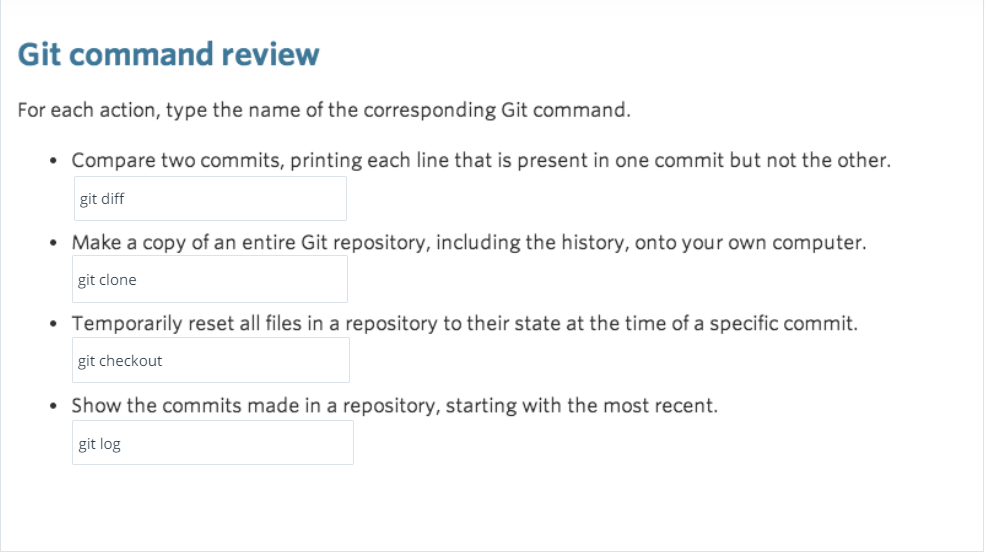 Git command review
For each action, type the name of the corresponding Git command.
• Compare two commits, printing each line that is present in one commit but not the other.
git diff
• Make a copy of an entire Git repository, including the history, onto your own computer.
git clone
• Temporarily reset all files in a repository to their state at the time of a specific commit.
git checkout
• Show the commits made in a repository, starting with the most recent.
git log